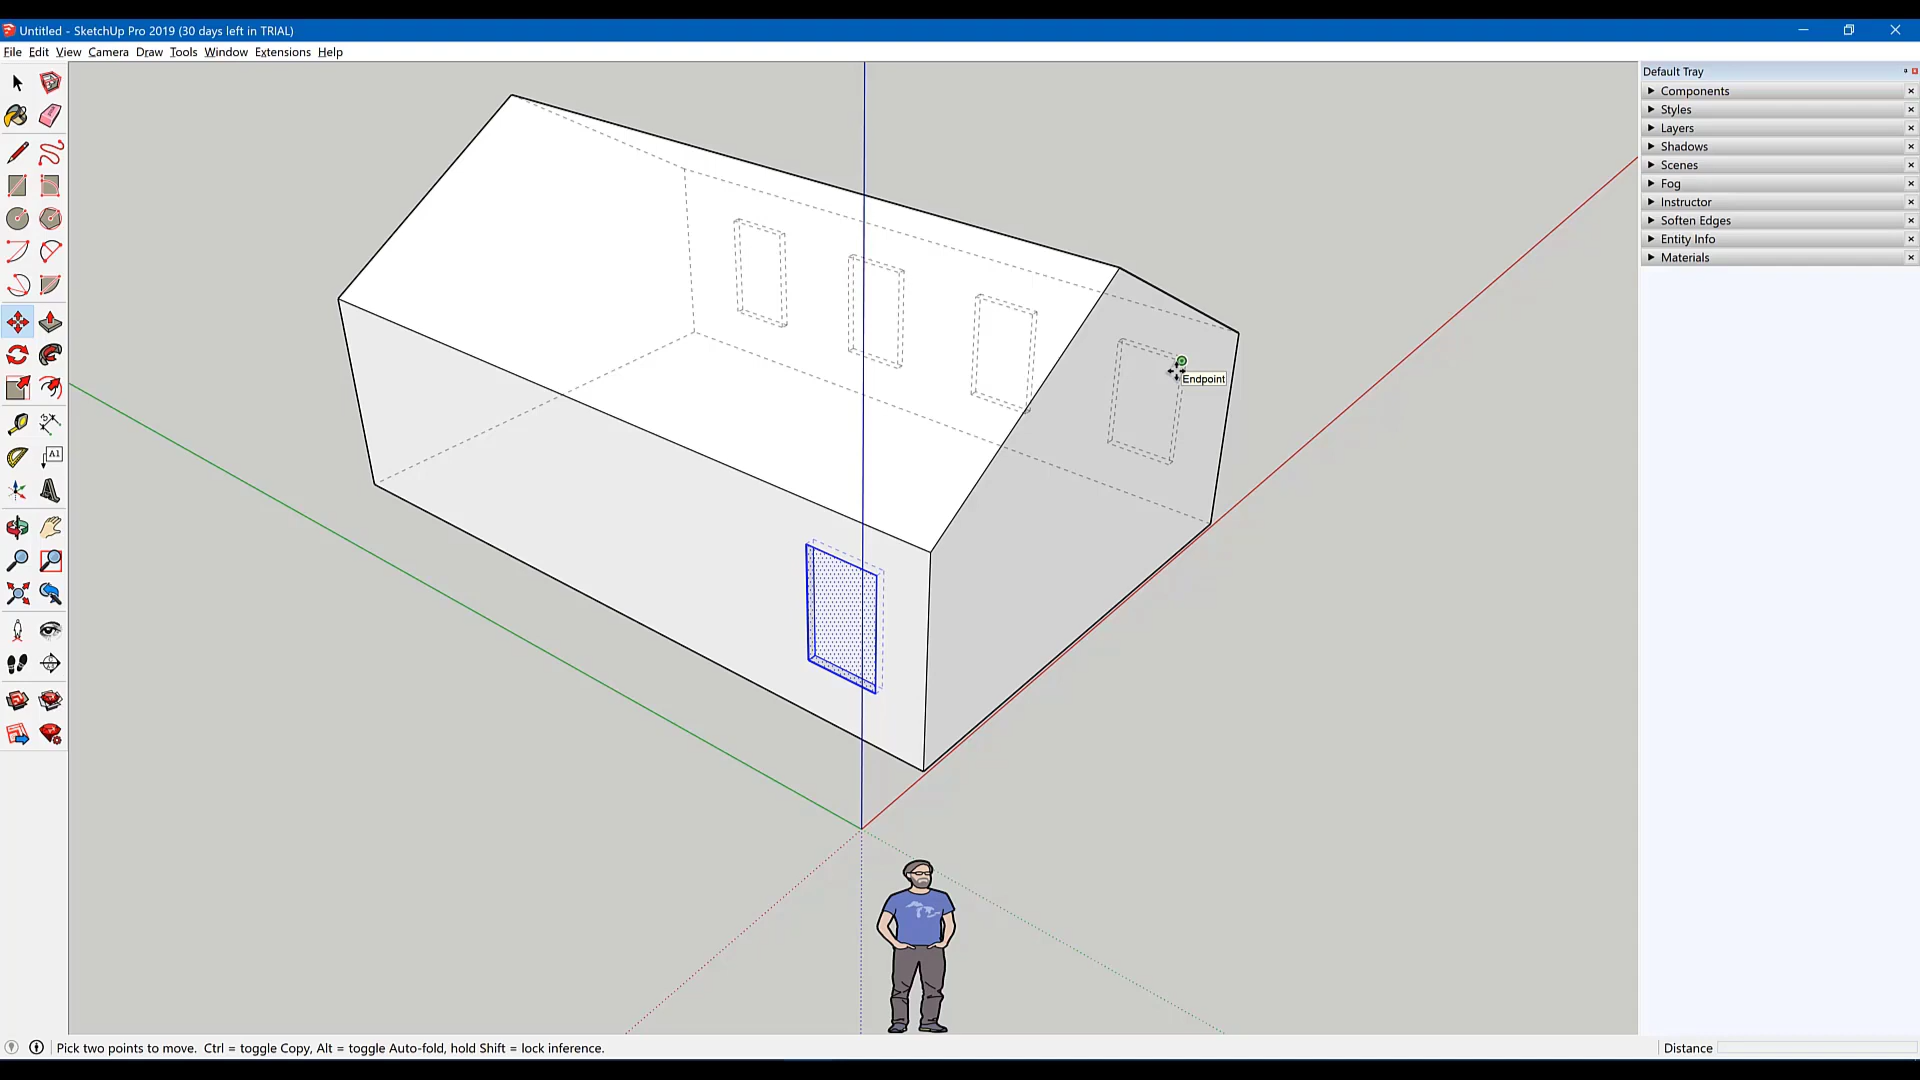 Untitled - SketchUp Pro 2019 (30 days left in TRIAL)
File Edit View Camera Draw Tools Window Extensions Help
Default Tray
Components
Styles
Layers
Shadows
Scenes
Fog
Instructor
Soften Edges
Entity Info
Materials
Endpoint
A1
Pick two points to move. Ctrl = toggle Copy, Alt = toggle Auto-fold, hold Shift = lock inference.
Distance